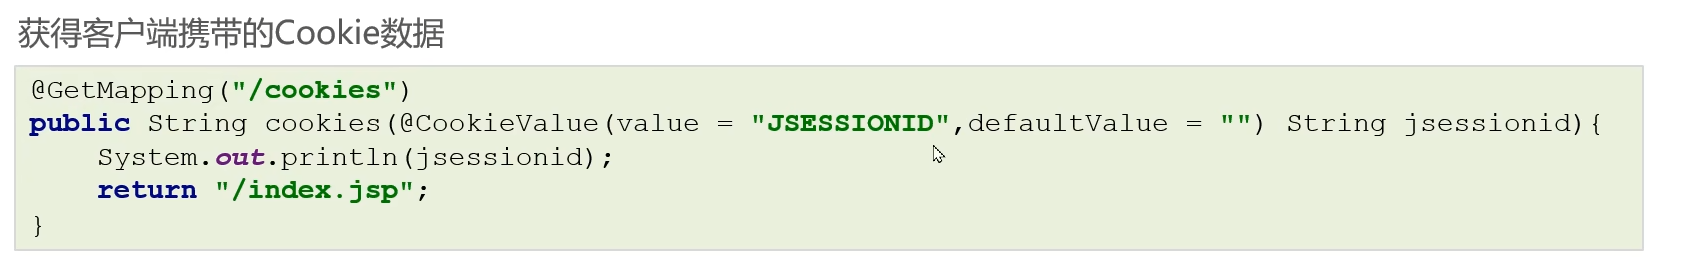 获得客户端携带的Cookie数据
@GetMapping("/cookies")
public String cookies(@CookieValue(value = "JSESSIONID",defaultValue = "") String jsessionid){
    System.out.println(jsessionid);
    return "/index.jsp";
}